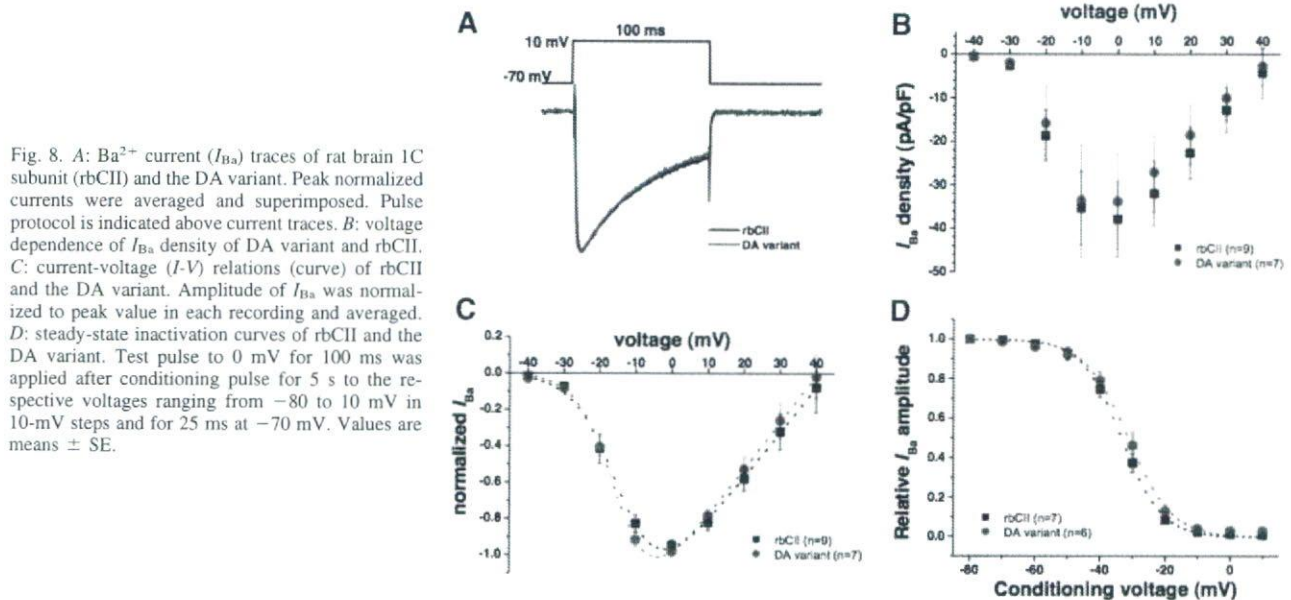 Fig. 8. A: Ba2+ current (IBa) traces of rat brain 1C
subunit (rbCII) and the DA variant. Peak normalized
currents were averaged and superimposed. Pulse
protocol is indicated above current traces. B: voltage
dependence of IBa density of DA variant and rbCII.
C: current-voltage (I-V) relations (curve) of rbCII
and the DA variant. Amplitude of IBa was normal-
ized to peak value in each recording and averaged.
D: steady-state inactivation curves of rbCII and the
DA variant. Test pulse to 0 mV for 100 ms was
applied after conditioning pulse for 5 s to the re-
spective voltages ranging from −80 to 10 mV in
10-mV steps and for 25 ms at −70 mV. Values are
means ± SE.
A
100 ms
10 mV
-70 mV
rbCII
DA variant
B
voltage (mV)
-40 -30 -20 -10 0 10 20 30 40
0
-10
-20
-30
-40
-50
IBa density (pA/pF)
rbCII (n=9)
DA variant (n=7)
C
voltage (mV)
-40 -30 -20 -10 0 10 20 30 40
0.2
0.0
-0.2
-0.4
-0.6
-0.8
-1.0
normalized IBa
rbCII (n=9)
DA variant (n=7)
D
1.0
0.8
0.6
0.4
0.2
0.0
Relative IBa amplitude
rbCII (n=7)
DA variant (n=6)
-80 -60 -40 -20 0
Conditioning voltage (mV)